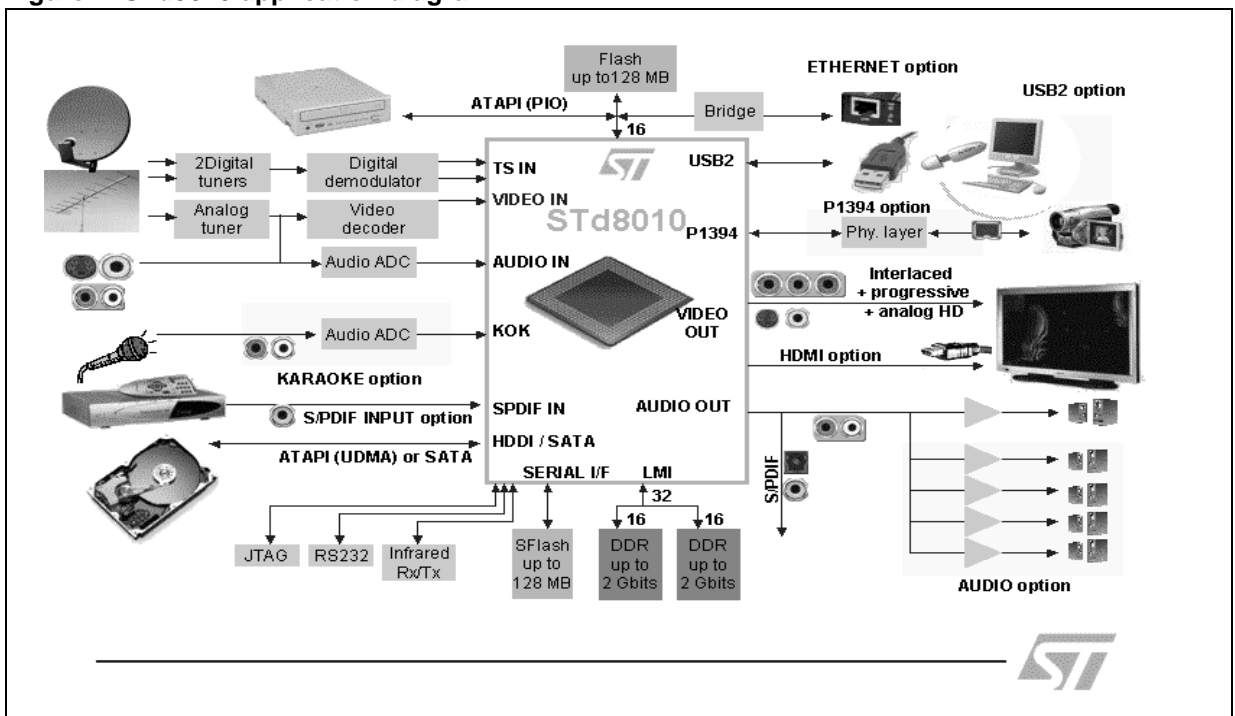 Flash
up to128 MB
ETHERNET option
USB2 option
ATAPI (PIO)
Bridge
16
2Digital
tuners
Digital
demodulator
TS IN
ST
USB2
VIDEO IN
STd8010
Analog
tuner
Video
decoder
P1394 option
P1394
Phy. layer
Audio ADC
AUDIO IN
Interlaced
+ progressive
+ analog HD
VIDEO
OUT
Audio ADC
KOK
HDMI option
KARAOKE option
SPDIF IN
AUDIO OUT
S/PDIF INPUT option
HDDI / SATA
ATAPI (UDMA) or SATA
SERIAL I/F
LMI
S/PDIF
32
16
16
JTAG
RS232
Infrared
Rx/Tx
SFlash
up to
128 MB
DDR
up to
2 Gbits
DDR
up to
2 Gbits
AUDIO option
ST